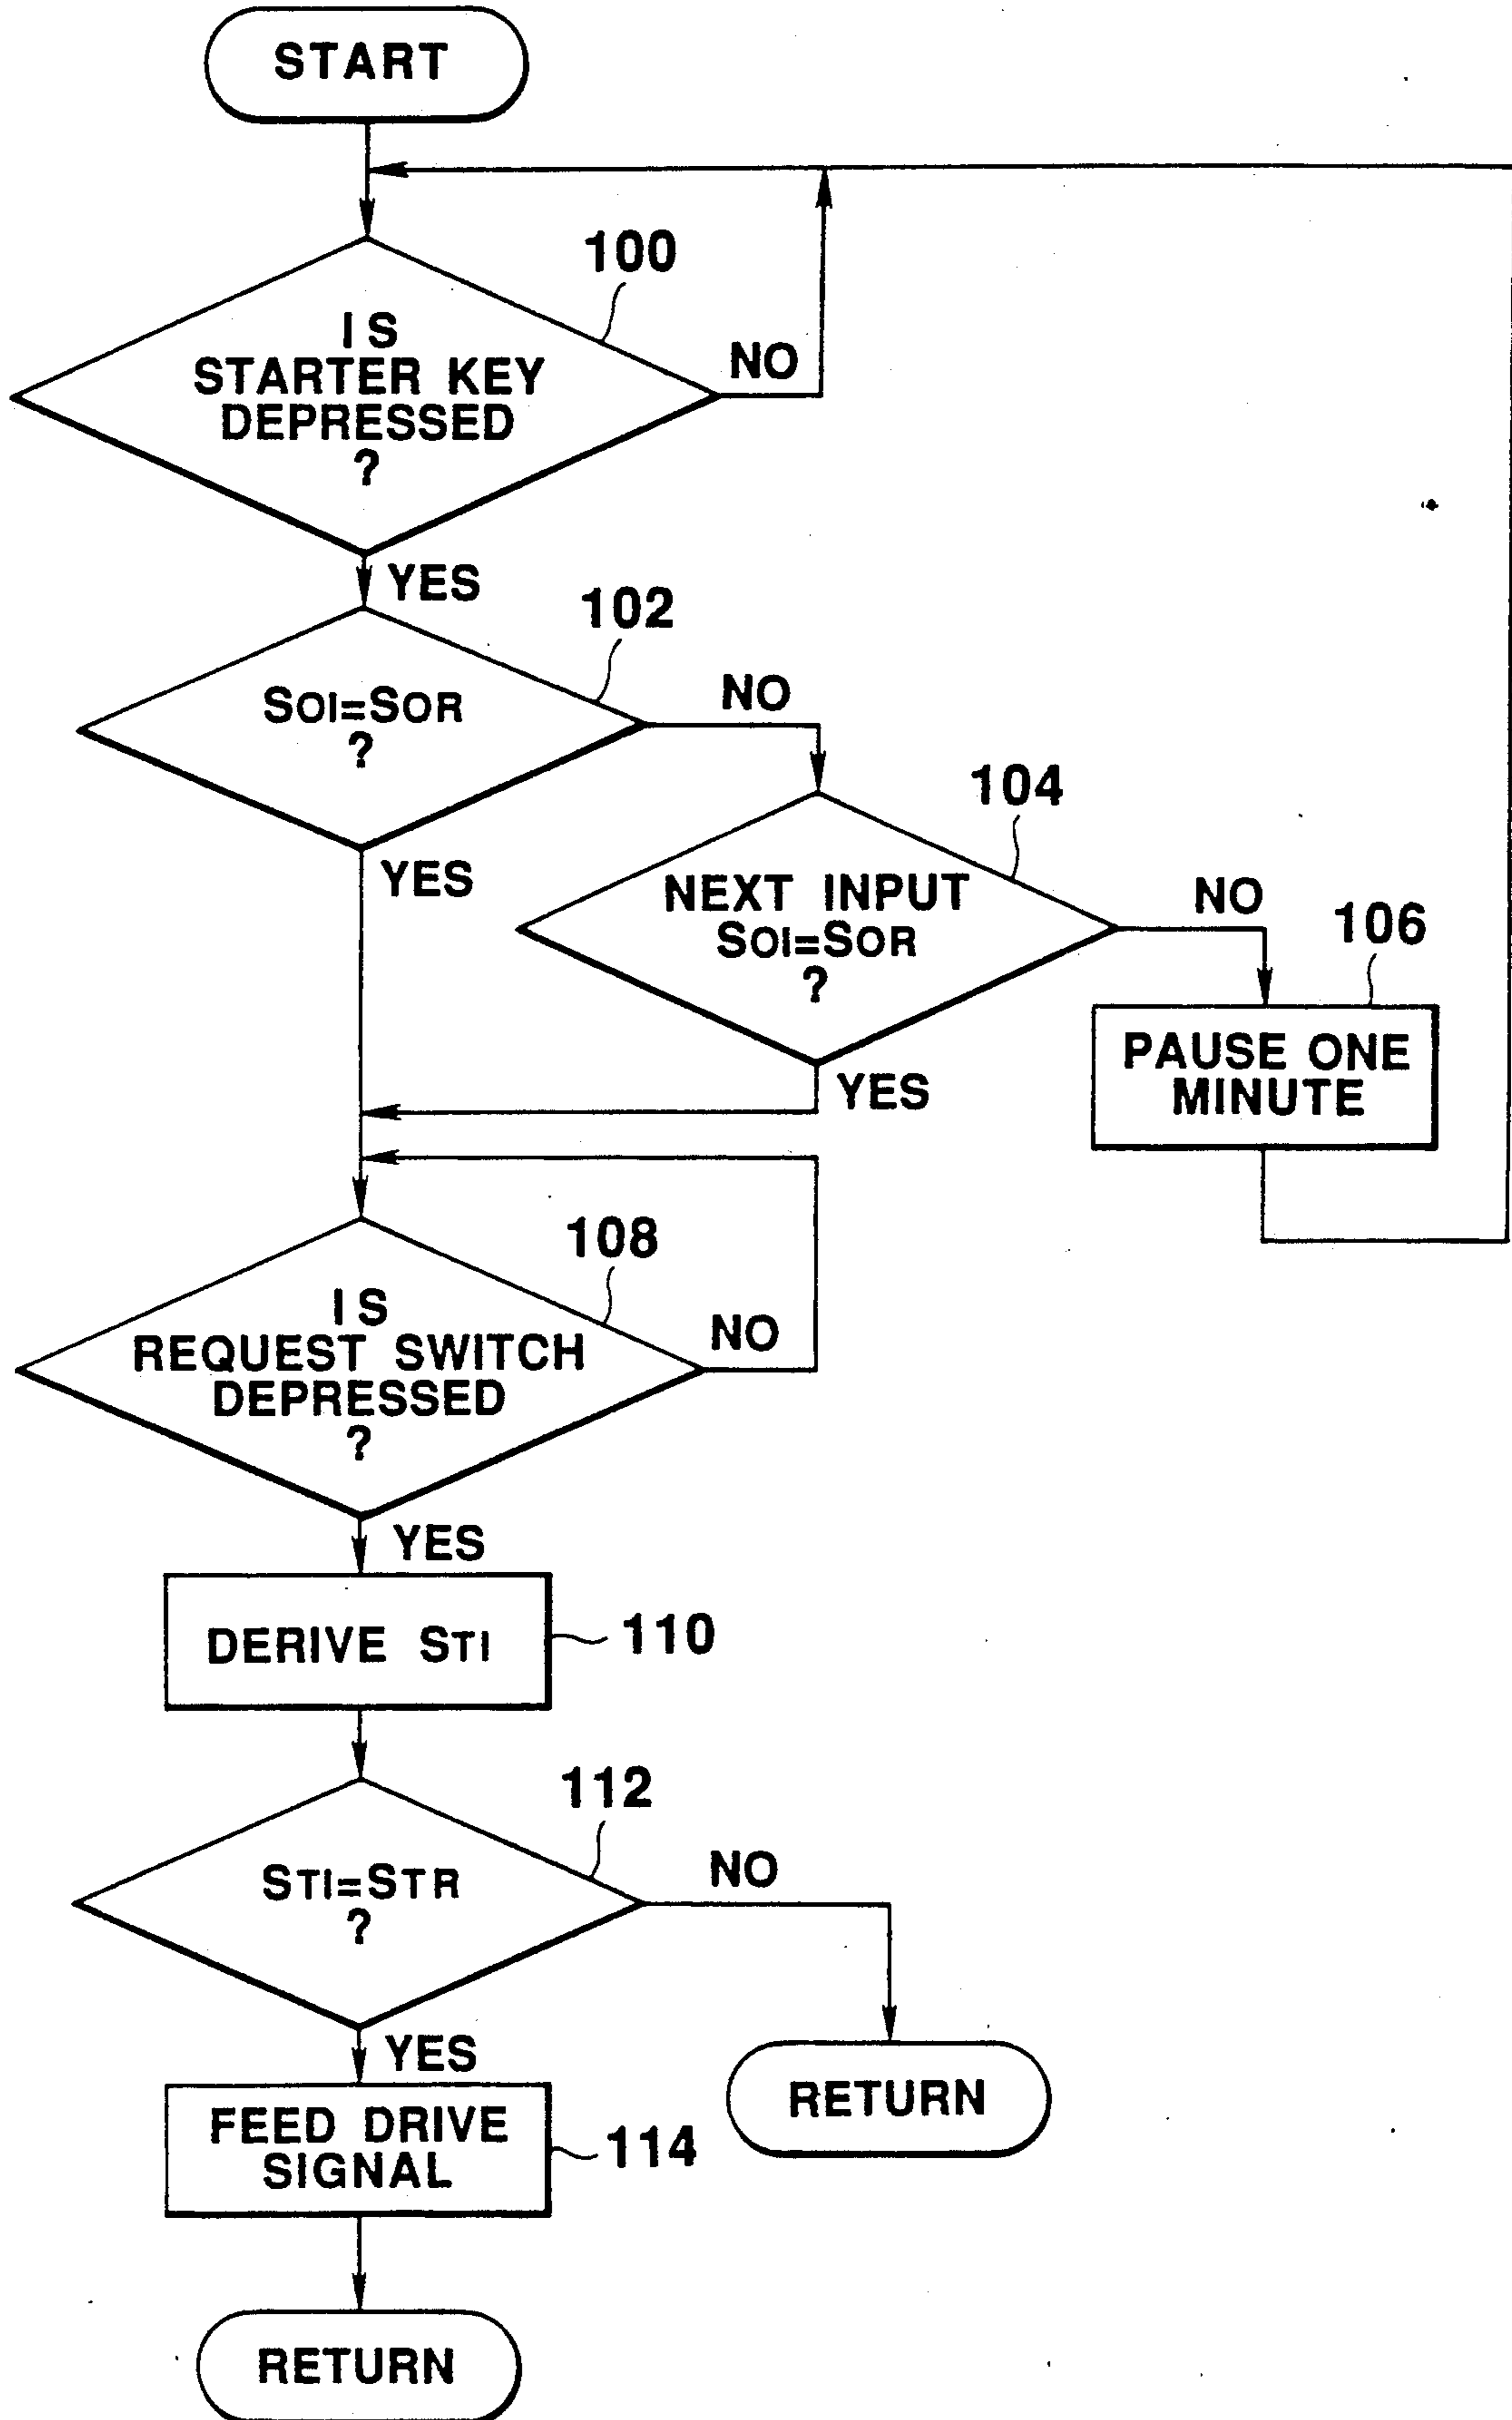 START
100
IS
STARTER KEY
DEPRESSED
?
NO
YES
102
SOI=SOR
?
NO
YES
104
NEXT INPUT
SOI=SOR
?
NO
YES
106
PAUSE ONE
MINUTE
108
IS
REQUEST SWITCH
DEPRESSED
?
NO
YES
DERIVE STI
110
112
STI=STR
?
NO
YES
RETURN
FEED DRIVE
SIGNAL
114
RETURN